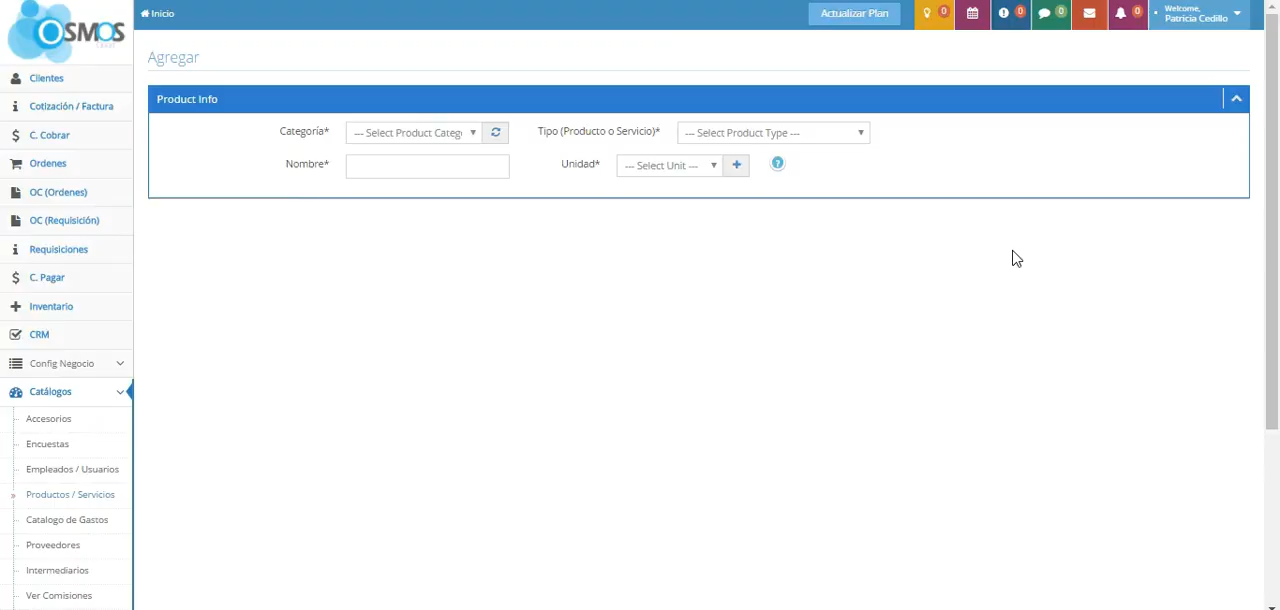 OSMOS
Inicio
Actualizar Plan
0
0
0
0
Welcome,
Patricia Cedillo
Clientes
Cotización / Factura
C. Cobrar
Ordenes
OC (Ordenes)
OC (Requisición)
Requisiciones
C. Pagar
Inventario
CRM
Config Negocio
Catálogos
Accesorios
Encuestas
Empleados / Usuarios
Productos / Servicios
Catalogo de Gastos
Proveedores
Intermediarios
Ver Comisiones
Agregar
Product Info
Categoría* --- Select Product Categ Tipo (Producto o Servicio)* --- Select Product Type ---
Nombre* Unidad* --- Select Unit --- + ?